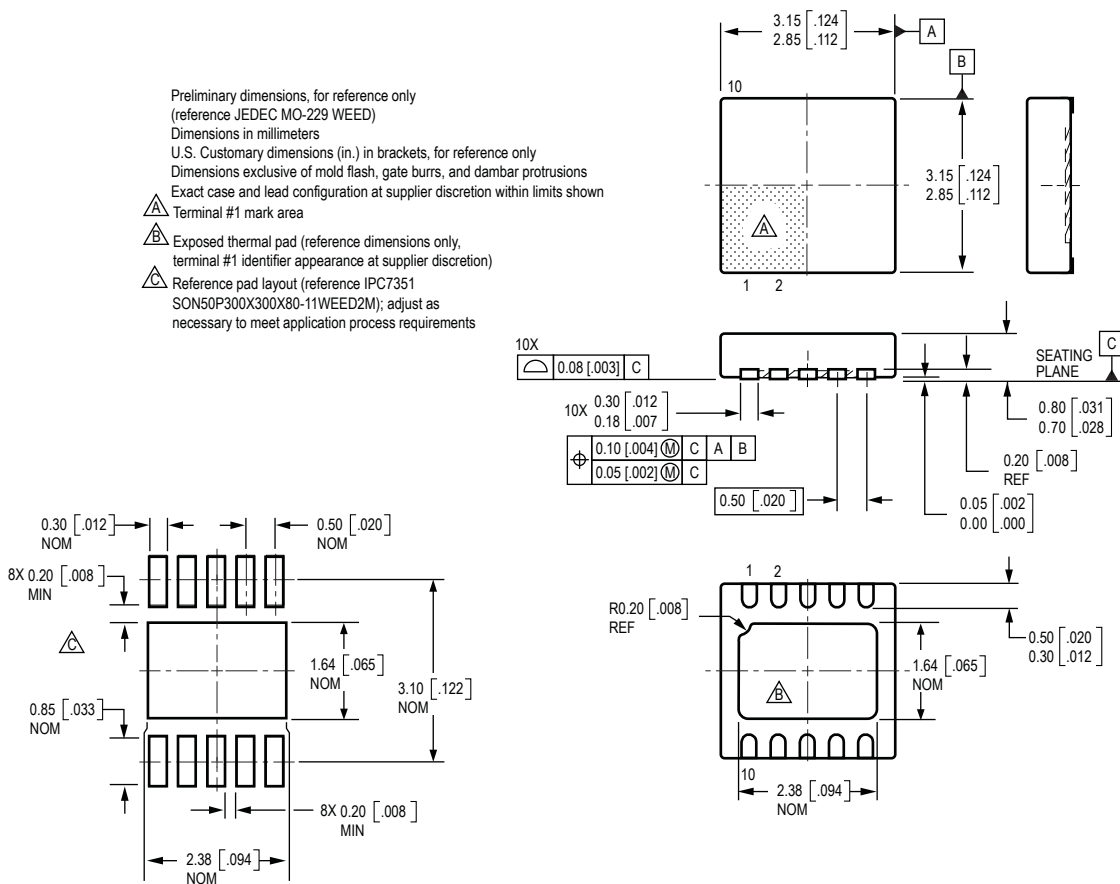 Preliminary dimensions, for reference only
(reference JEDEC MO-229 WEED)
Dimensions in millimeters
U.S. Customary dimensions (in.) in brackets, for reference only
Dimensions exclusive of mold flash, gate burrs, and dambar protrusions
Exact case and lead configuration at supplier discretion within limits shown
A Terminal #1 mark area
B Exposed thermal pad (reference dimensions only,
terminal #1 identifier appearance at supplier discretion)
C Reference pad layout (reference IPC7351
SON50P300X300X80-11WEED2M); adjust as
necessary to meet application process requirements
3.15 [.124
2.85 .112]
A
B
10
3.15 [.124
2.85 .112]
A
1 2
10X
0.08 [.003] C
SEATING
PLANE
C
10X 0.30 [.012
0.18 .007]
0.10 [.004] Ⓜ C A B
0.05 [.002] Ⓜ C
0.50 [.020]
0.80 [.031
0.70 .028]
0.20 [.008]
REF
0.05 [.002
0.00 .000]
0.30 [.012]
NOM
0.50 [.020]
NOM
8X 0.20 [.008]
MIN
C
1.64 [.065]
NOM
3.10 [.122]
NOM
0.85 [.033]
NOM
8X 0.20 [.008]
MIN
2.38 [.094]
NOM
1 2
R0.20 [.008]
REF
0.50 [.020
0.30 .012]
1.64 [.065]
NOM
B
10
2.38 [.094]
NOM